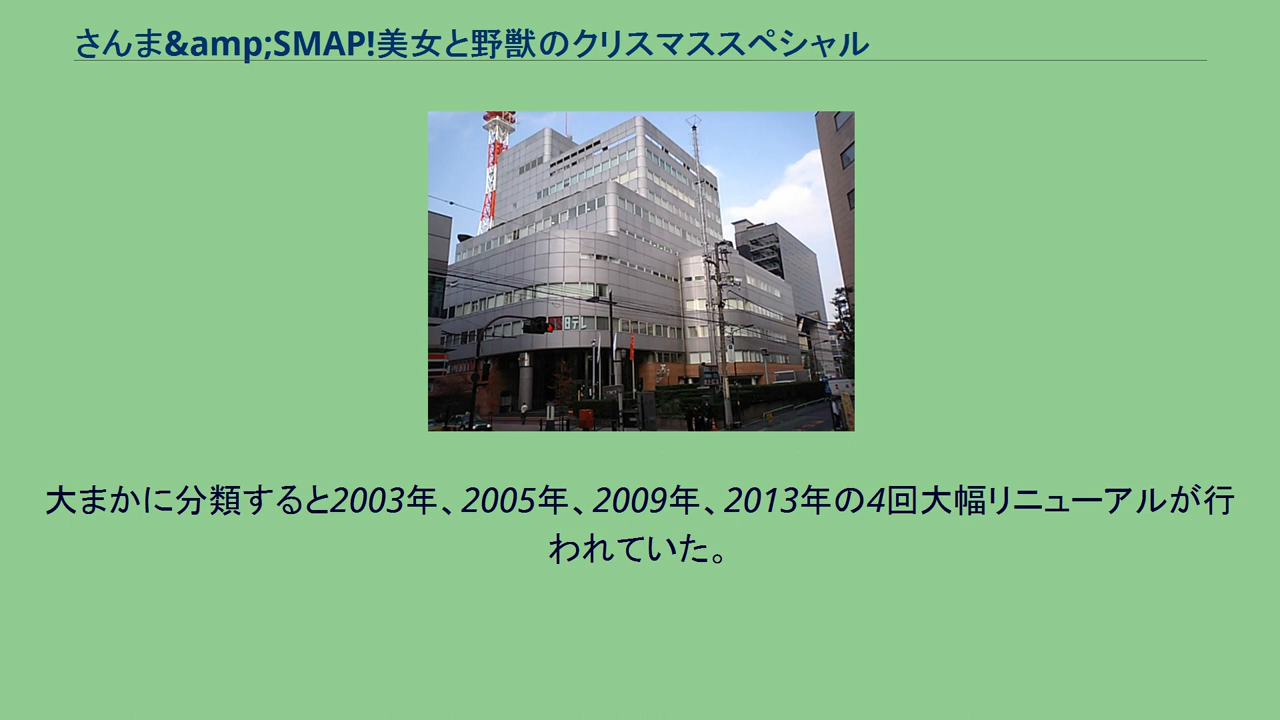 さんま&amp;SMAP!美女と野獣のクリスマススペシャル
日テレ
大まかに分類すると2003年、2005年、2009年、2013年の4回大幅リニューアルが行
われていた。